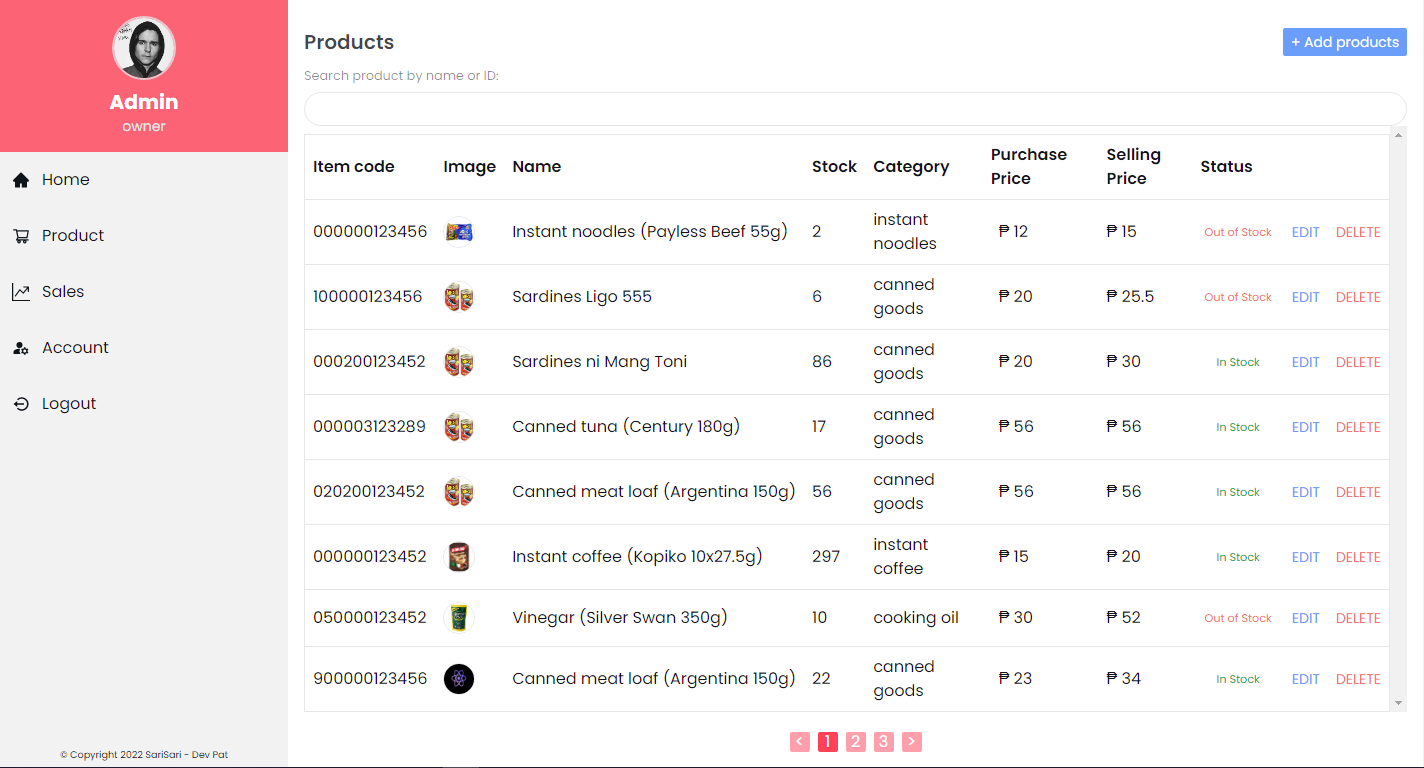 Admin
owner
Home
Product
Sales
Account
Logout
© Copyright 2022 SariSari - Dev Pat
Products
+ Add products
Search product by name or ID:
Item code Image Name Stock Category Purchase Price Selling Price Status
000000123456 Instant noodles (Payless Beef 55g) 2 instant noodles ₱ 12 ₱ 15 Out of Stock EDIT DELETE
100000123456 Sardines Ligo 555 6 canned goods ₱ 20 ₱ 25.5 Out of Stock EDIT DELETE
000200123452 Sardines ni Mang Toni 86 canned goods ₱ 20 ₱ 30 In Stock EDIT DELETE
000003123289 Canned tuna (Century 180g) 17 canned goods ₱ 56 ₱ 56 In Stock EDIT DELETE
020200123452 Canned meat loaf (Argentina 150g) 56 canned goods ₱ 56 ₱ 56 In Stock EDIT DELETE
000000123452 Instant coffee (Kopiko 10x27.5g) 297 instant coffee ₱ 15 ₱ 20 In Stock EDIT DELETE
050000123452 Vinegar (Silver Swan 350g) 10 cooking oil ₱ 30 ₱ 52 Out of Stock EDIT DELETE
900000123456 Canned meat loaf (Argentina 150g) 22 canned goods ₱ 23 ₱ 34 In Stock EDIT DELETE
< 1 2 3 >